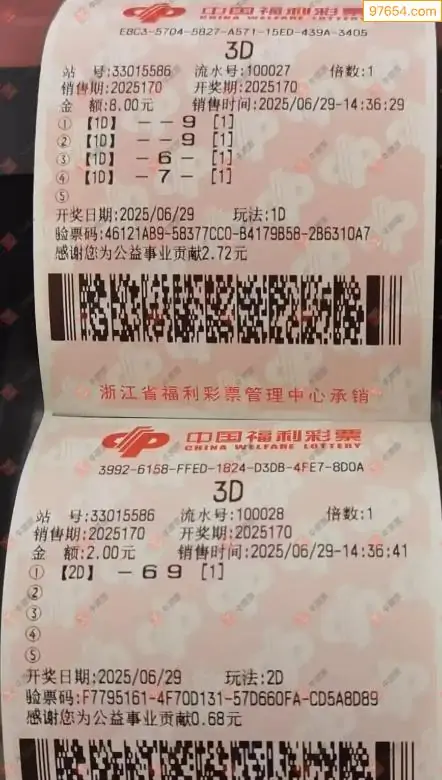 97654.com
中国福利彩票
CHINA WELFARE LOTTERY
E8C3-5704-5827-A571-15ED-439A-3405
3D
站 号:33015586 流水号:100027 倍数:1
销售期:2025170 开奖期:2025170
金 额:8.00元 销售时间:2025/06/29-14:36:29
① 【1D】 - - 9 [1]
② 【1D】 - - 9 [1]
③ 【1D】 - 6 - [1]
④ 【1D】 - 7 - [1]
⑤
开奖日期:2025/06/29 玩法:1D
验票码:46121AB9-58377CCC-B4179B58-2B6310A7
感谢您为公益事业贡献2.72元
浙江省福利彩票管理中心承销
中国福利彩票
CHINA WELFARE LOTTERY
3992-6158-FFED-1824-D3DB-4FE7-8D0A
3D
站 号:33015586 流水号:100028 倍数:1
销售期:2025170 开奖期:2025170
金 额:2.00元 销售时间:2025/06/29-14:36:41
① 【2D】 - 6 9 [1]
②
③
④
⑤
开奖日期:2025/06/29 玩法:2D
验票码:F7795161-4F70D131-57D660FA-CD5A8D89
感谢您为公益事业贡献0.68元